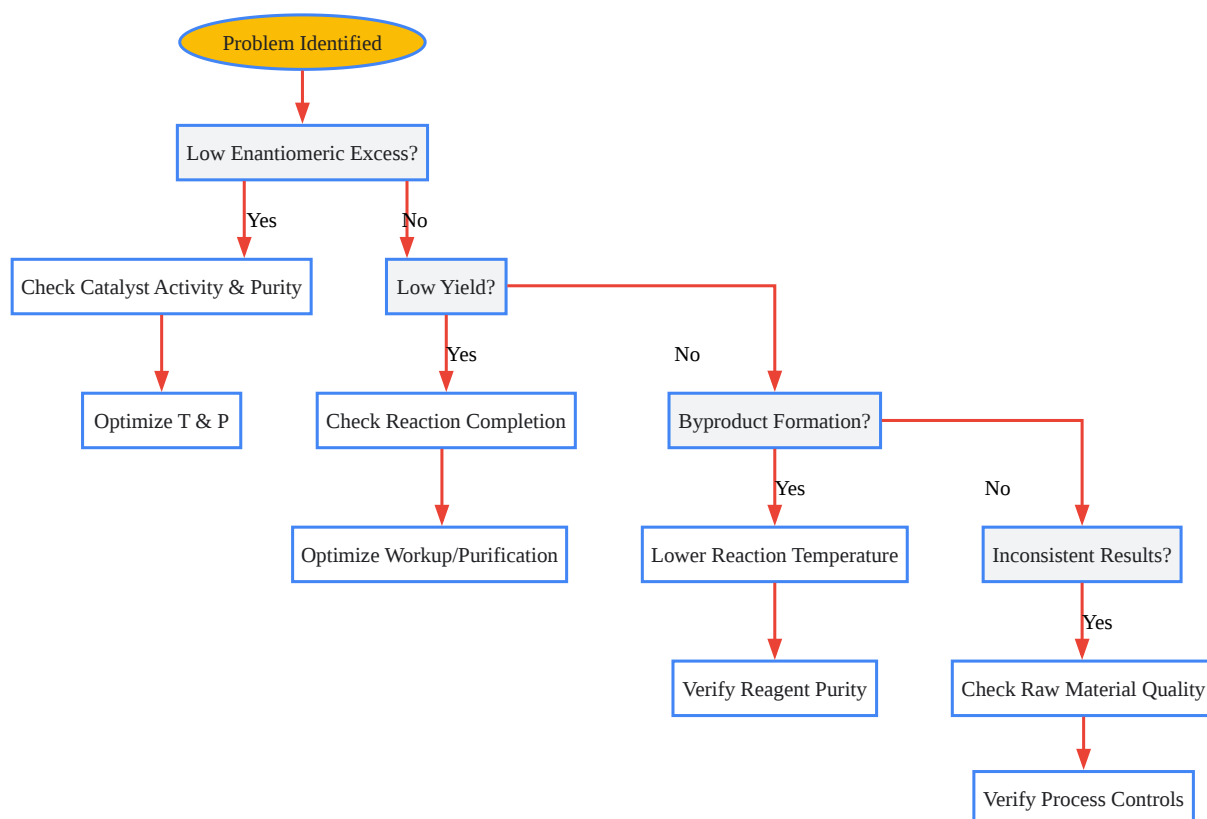 Problem Identified
Low Enantiomeric Excess?
Yes
No
Check Catalyst Activity & Purity
Low Yield?
Yes
No
Optimize T & P
Check Reaction Completion
Byproduct Formation?
Yes
No
Optimize Workup/Purification
Lower Reaction Temperature
Inconsistent Results?
Yes
Verify Reagent Purity
Check Raw Material Quality
Verify Process Controls